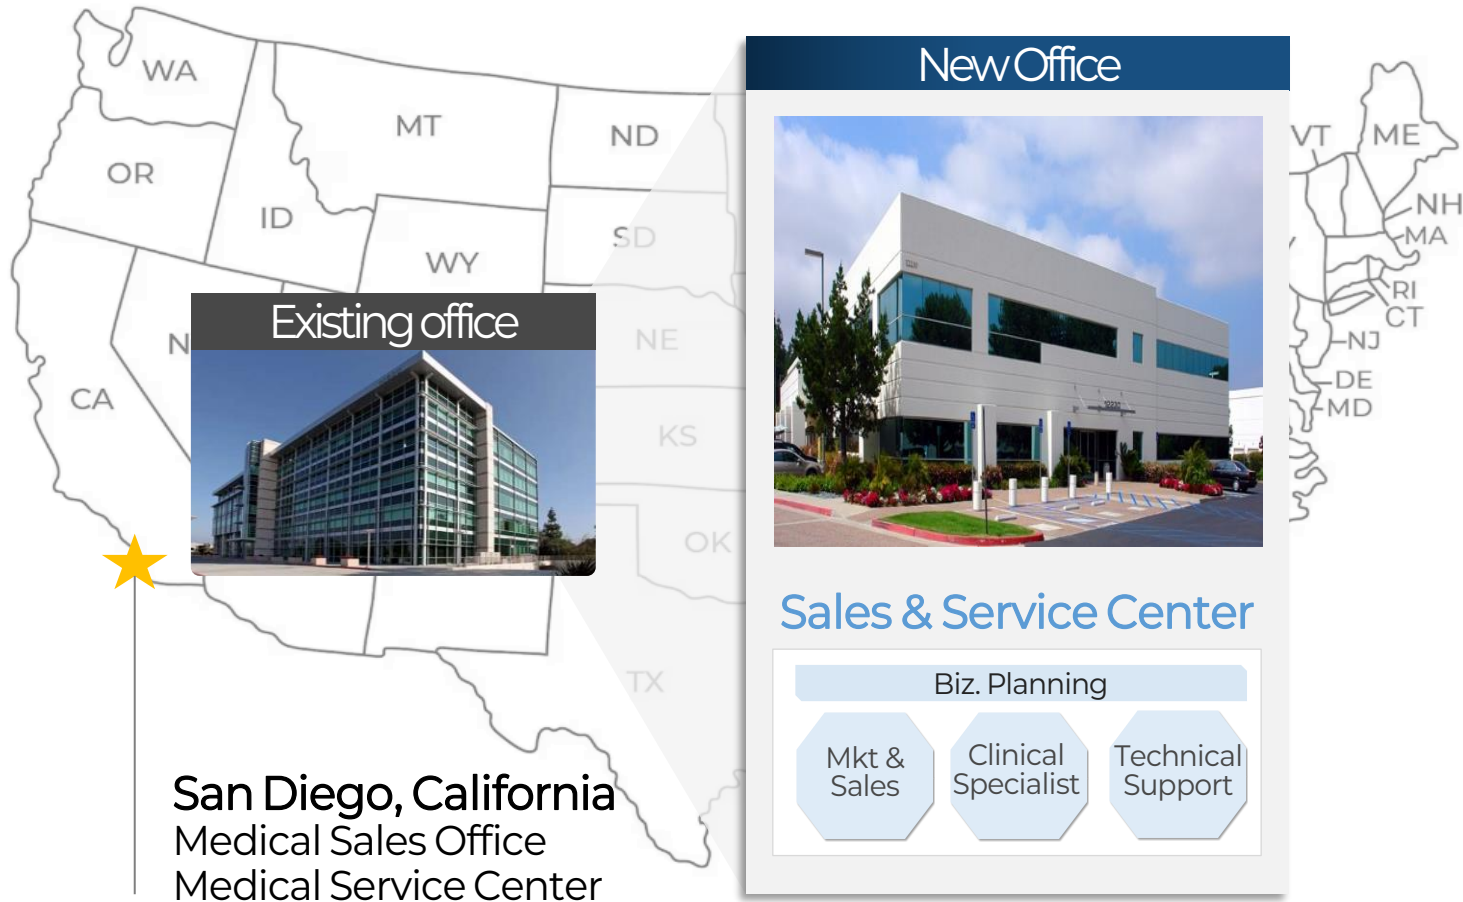 WA
MT
ND
OR
ID
SD
WY
NE
N
CA
KS
OK
TX
VT
ME
NH
MA
RI
CT
NJ
DE
MD
Existing office
San Diego, California
Medical Sales Office
Medical Service Center
New Office
Sales & Service Center
Biz. Planning
Mkt &
Sales
Clinical
Specialist
Technical
Support